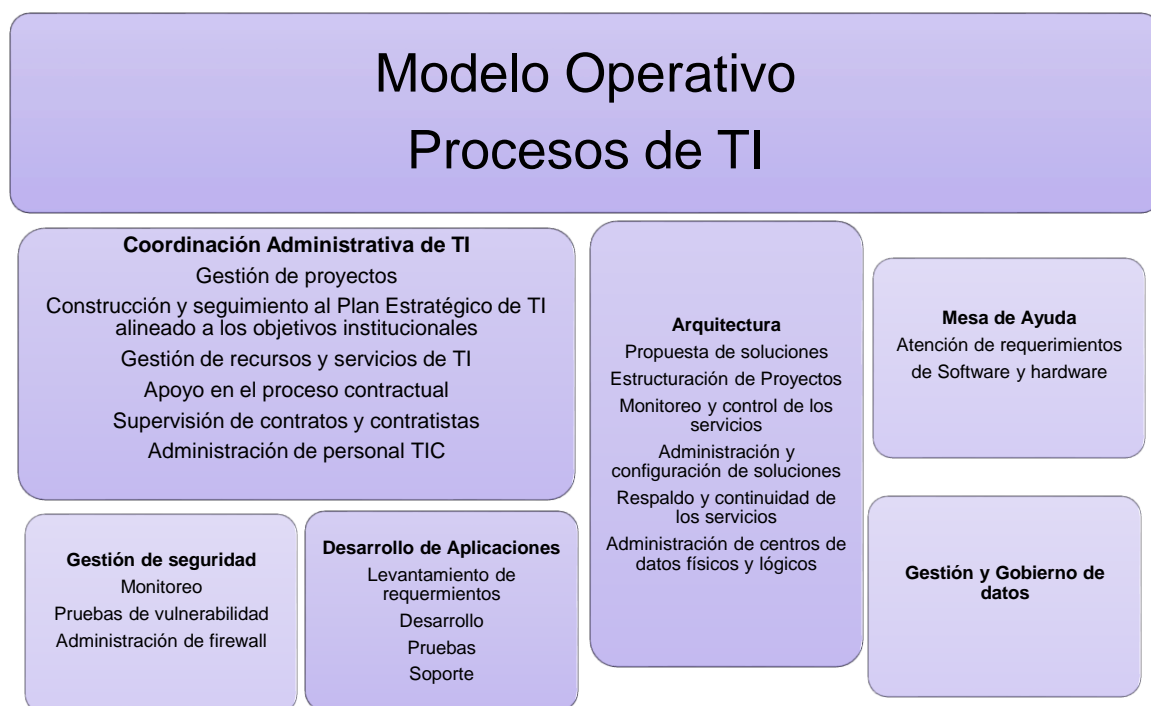 Modelo Operativo
Procesos de TI
Coordinación Administrativa de TI
Gestión de proyectos
Construcción y seguimiento al Plan Estratégico de TI
alineado a los objetivos institucionales
Gestión de recursos y servicios de TI
Apoyo en el proceso contractual
Supervisión de contratos y contratistas
Administración de personal TIC
Gestión de seguridad
Monitoreo
Pruebas de vulnerabilidad
Administración de firewall
Desarrollo de Aplicaciones
Levantamiento de
requermientos
Desarrollo
Pruebas
Soporte
Arquitectura
Propuesta de soluciones
Estructuración de Proyectos
Monitoreo y control de los
servicios
Administración y
configuración de soluciones
Respaldo y continuidad de
los servicios
Administración de centros de
datos físicos y lógicos
Mesa de Ayuda
Atención de requerimientos
de Software y hardware
Gestión y Gobierno de
datos